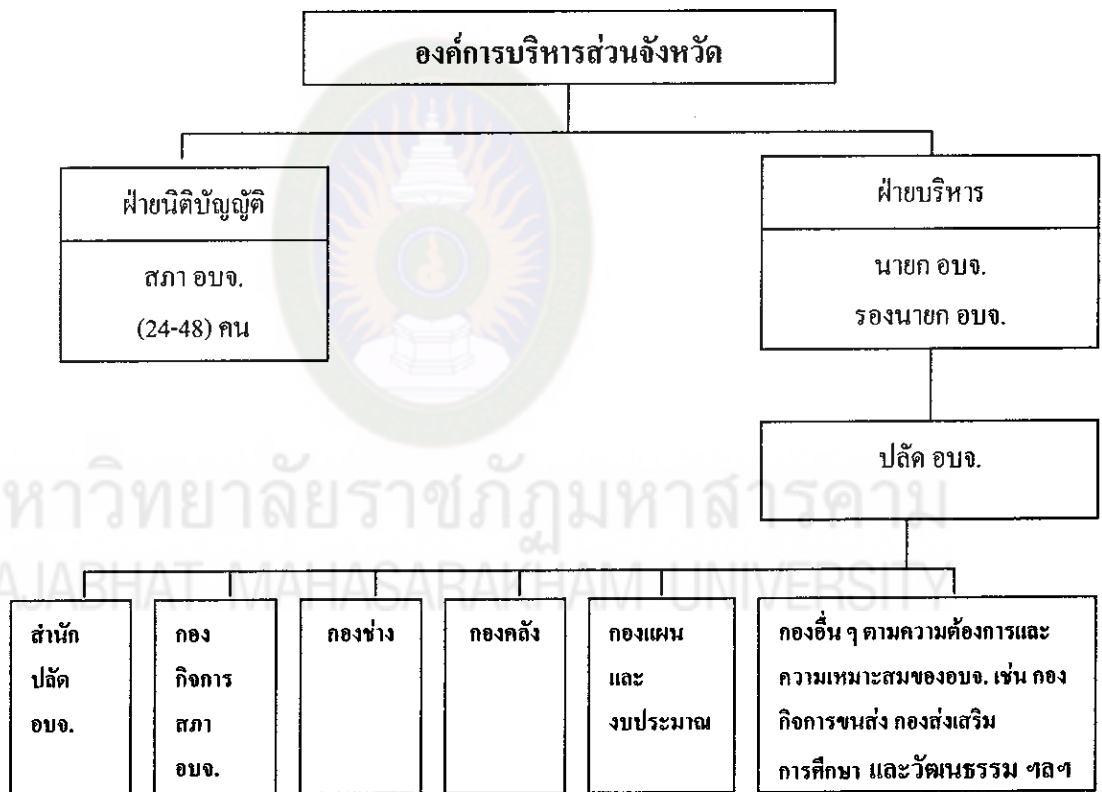 องค์การบริหารส่วนจังหวัด
ฝ่ายนิติบัญญัติ
สภา อบจ.
(24-48) คน
ฝ่ายบริหาร
นายก อบจ.
รองนายก อบจ.
ปลัด อบจ.
หาวิทยาลัยราชภัฏมหาสารคาม
AJABHAT MAHASARAKHAM UNIVERSITY
สำนัก
ปลัด
อบจ.
กอง
กิจการ
สภา
อบจ.
กองช่าง
กองคลัง
กองแผน
และ
งบประมาณ
กองอื่น ๆ ตามความต้องการและ
ความเหมาะสมของอบจ. เช่น กอง
กิจการขนส่ง กองส่งเสริม
การศึกษา และวัฒนธรรม ฯลฯ